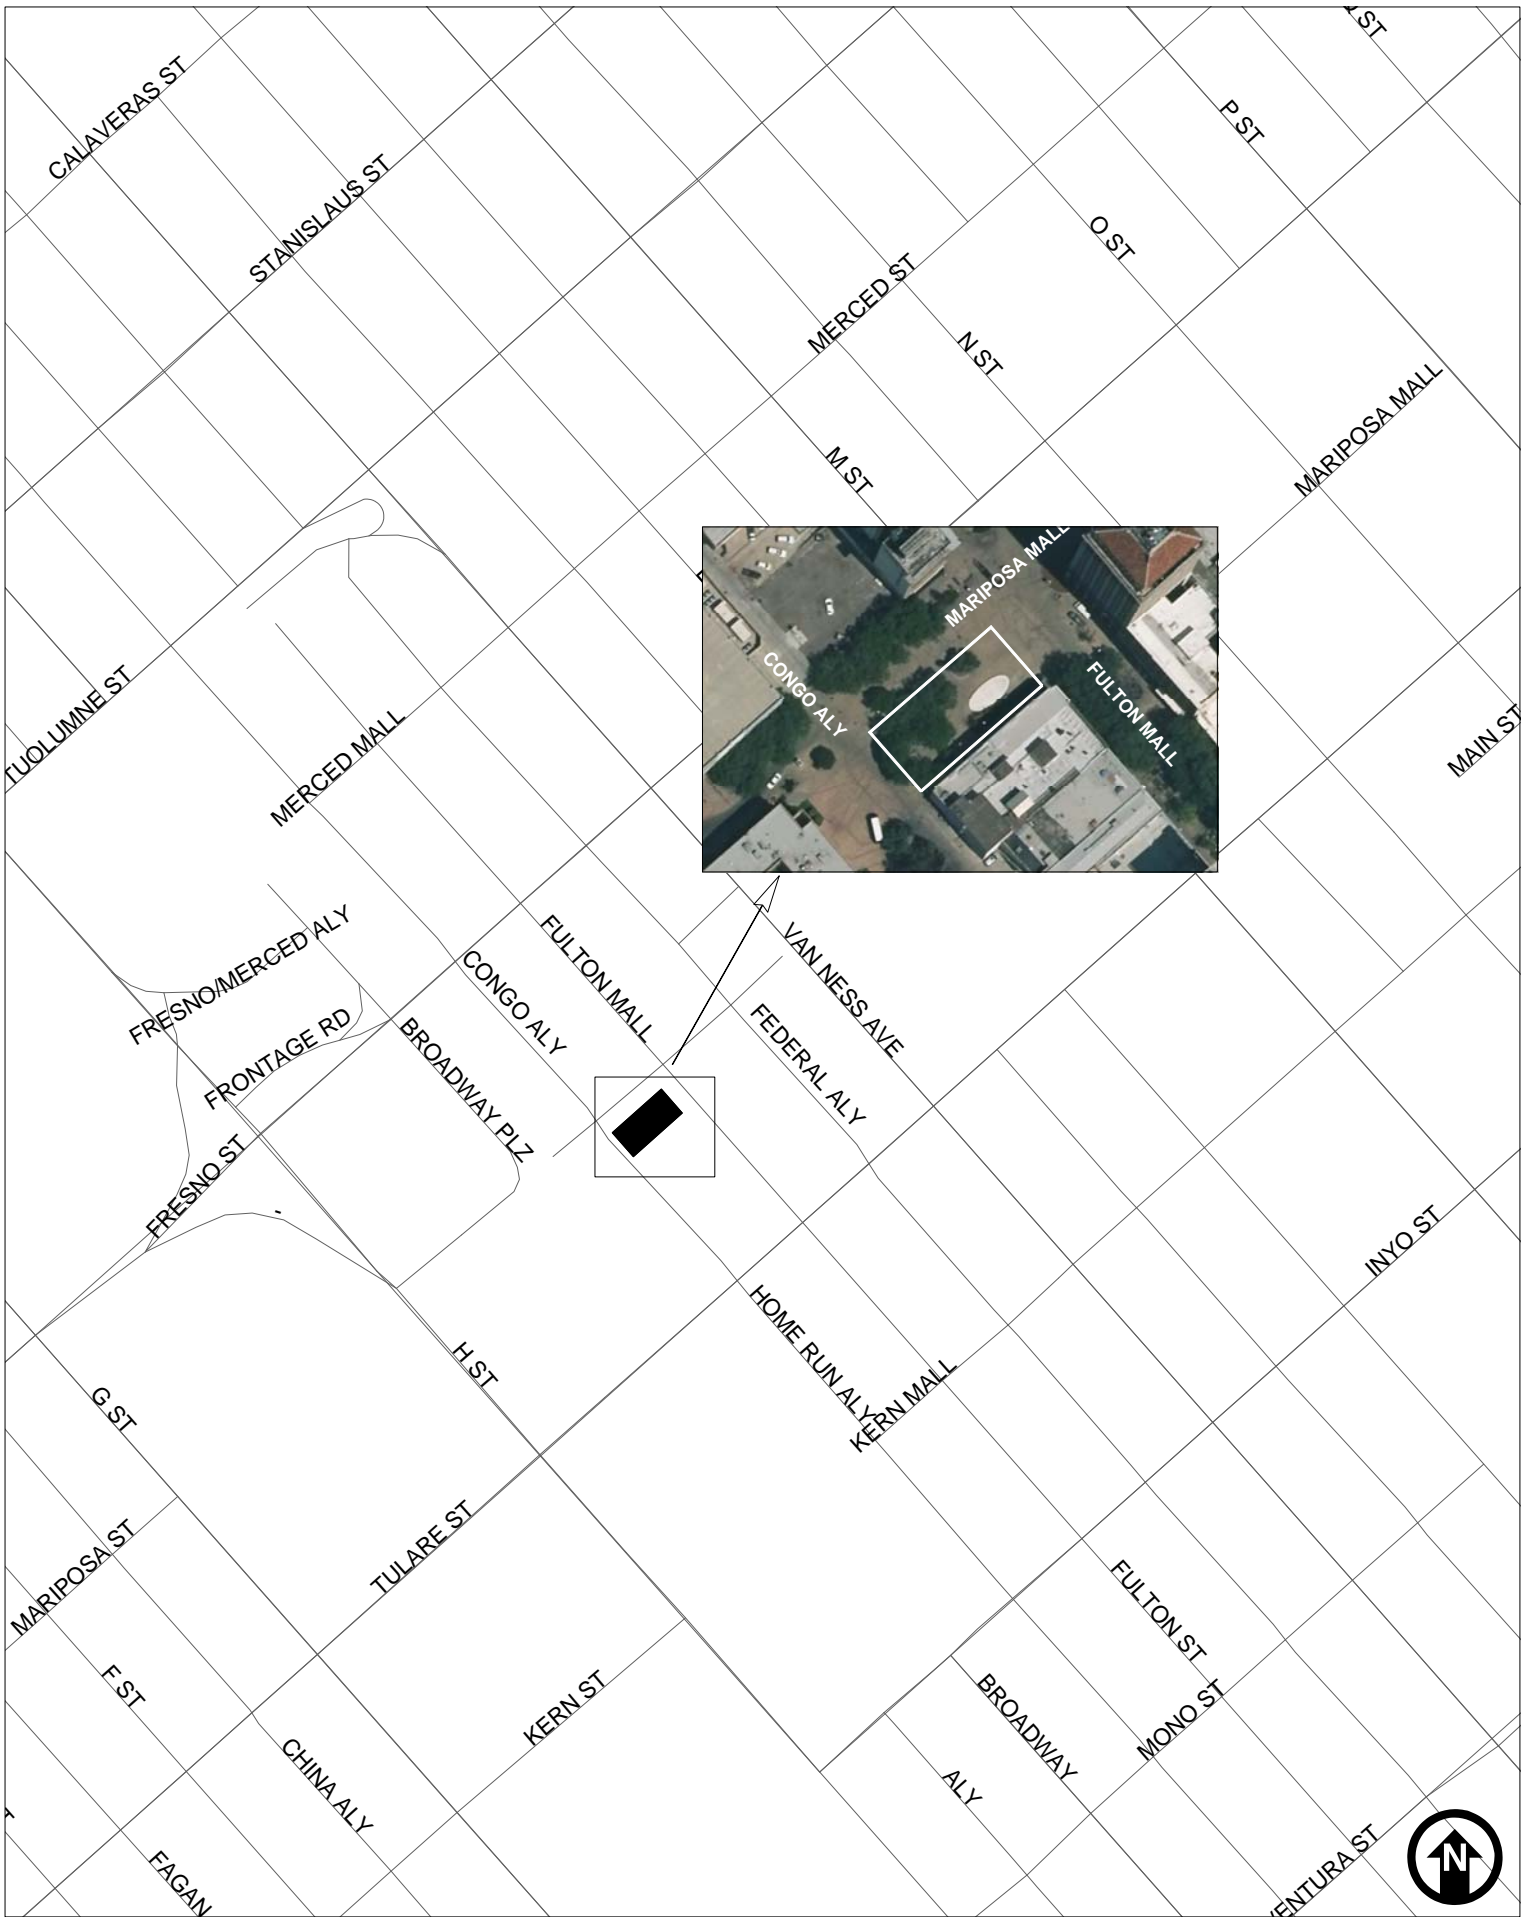 CALAVERAS ST
STANISLAUS ST
ST
P ST
O ST
MERCED ST
N ST
MARIPOSA MALL
M ST
MARIPOSA MALL
CONGO ALY
FULTON MALL
TUOLUMNE ST
MERCED MALL
MAIN ST
FRESNO/MERCED ALY
FULTON MALL
CONGO ALY
VAN NESS AVE
FRONTAGE RD
BROADWAY PLZ
FEDERAL ALY
FRESNO ST
-
INYO ST
HOME RUN ALY
H ST
KERN MALL
G ST
TULARE ST
MARIPOSA ST
FULTON ST
F ST
KERN ST
BROADWAY
MONO ST
CHINA ALY
ALY
FAGAN
VENTURA ST
N